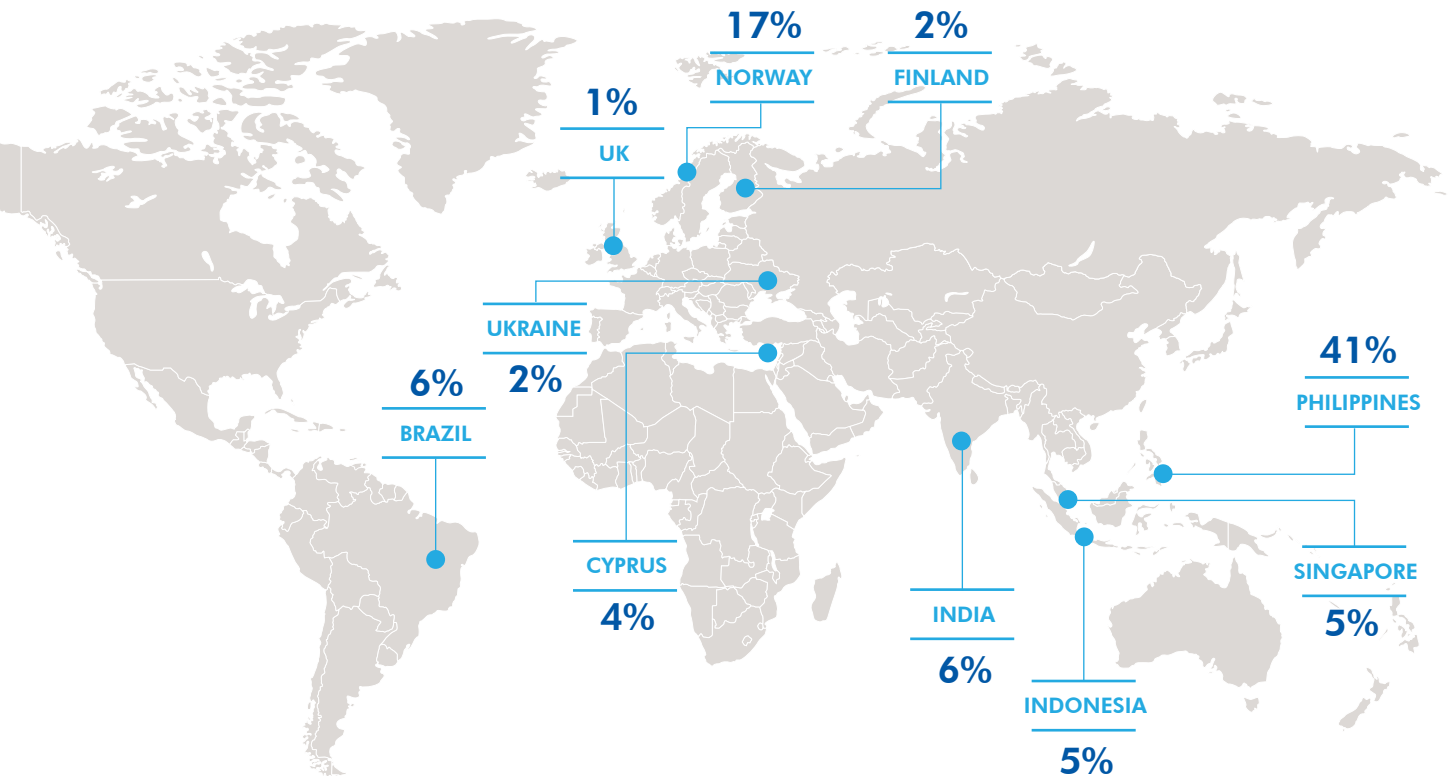 17%
NORWAY
2%
FINLAND
1%
UK
UKRAINE
2%
6%
BRAZIL
41%
PHILIPPINES
CYPRUS
4%
INDIA
6%
SINGAPORE
5%
INDONESIA
5%